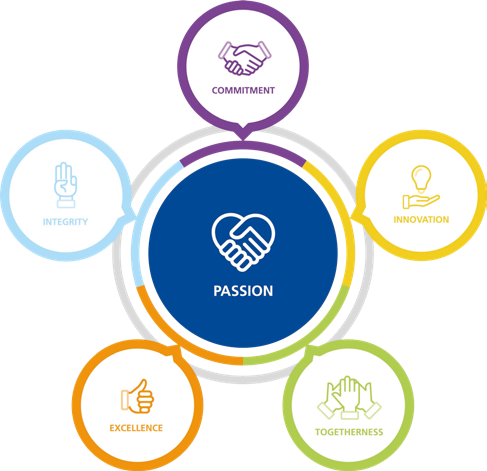 COMMITMENT
INTEGRITY
INNOVATION
PASSION
EXCELLENCE
TOGETHERNESS